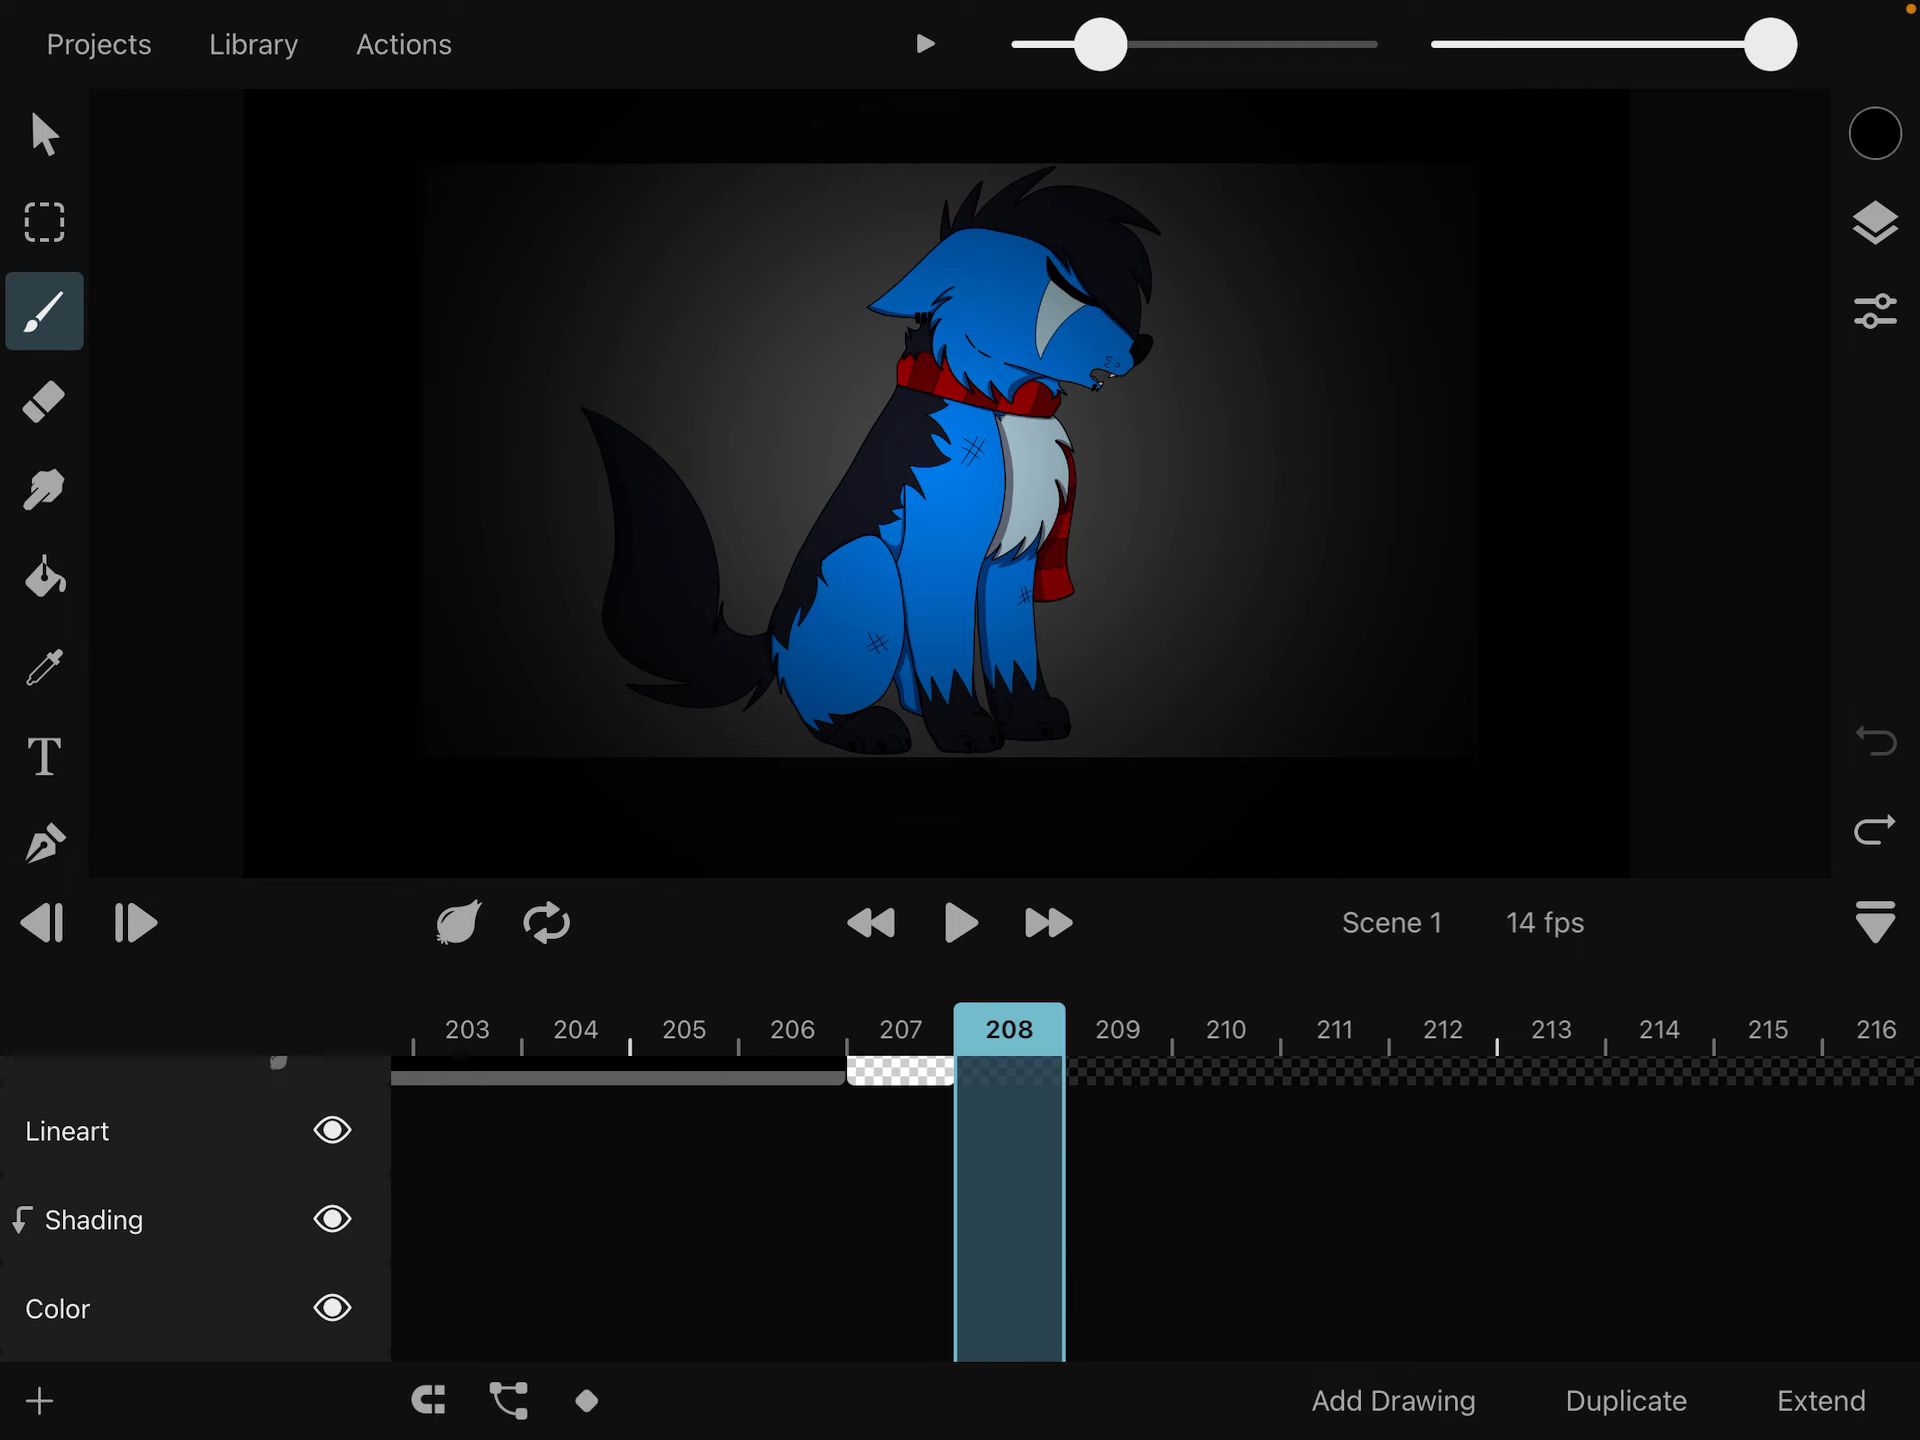 Projects Library Actions
T
Scene 1 14 fps
203 204 205 206 207 208 209 210 211 212 213 214 215 216
Lineart
Shading
Color
Add Drawing Duplicate Extend